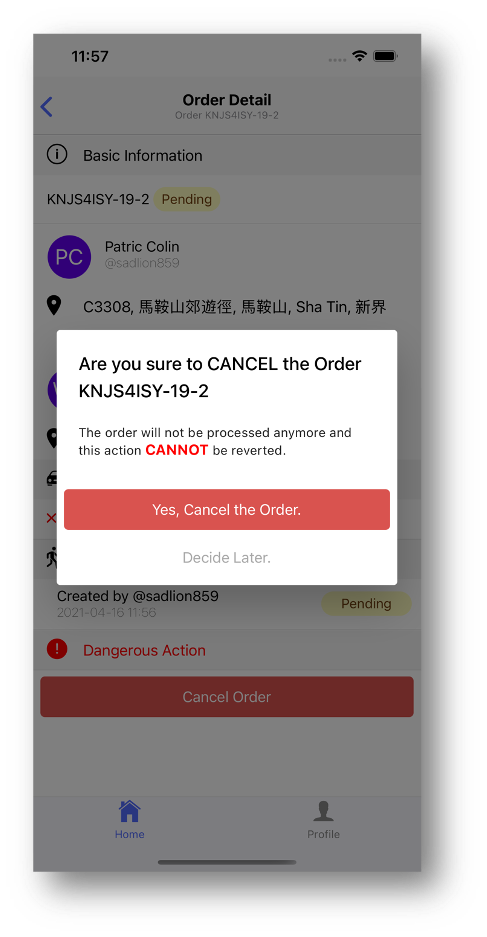 11:57
Order Detail
Order KNJS4ISY-19-2
Basic Information
KNJS4ISY-19-2 Pending
PC Patric Colin
@sadlion859
C3308, 馬鞍山郊遊徑, 馬鞍山, Sha Tin, 新界
Are you sure to CANCEL the Order
KNJS4ISY-19-2
The order will not be processed anymore and
this action CANNOT be reverted.
Yes, Cancel the Order.
Decide Later.
Created by @sadlion859 Pending
2021-04-16 11:56
Dangerous Action
Cancel Order
Home Profile